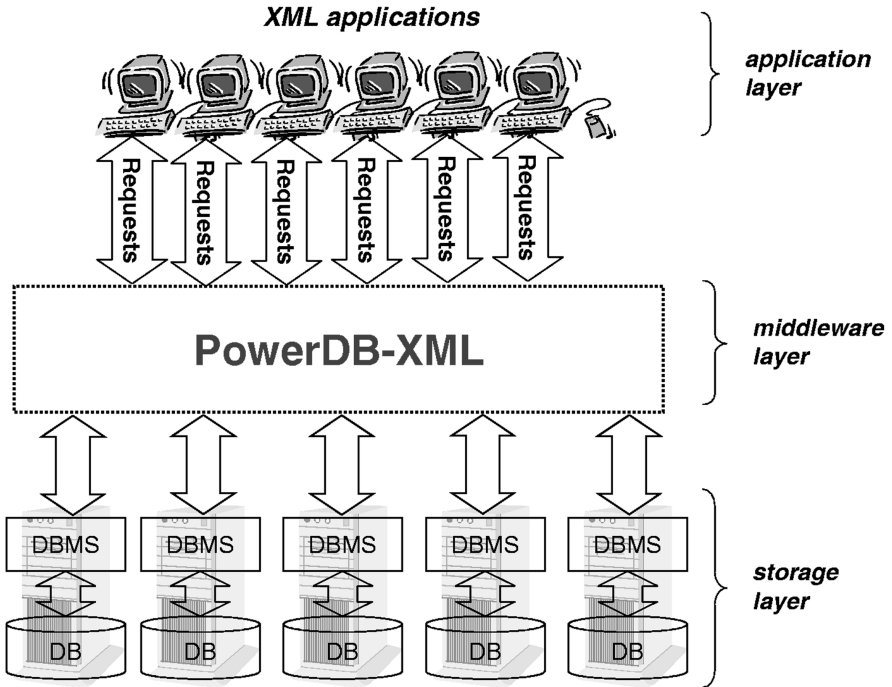 XML applications
application
layer
Requests
Requests
Requests
Requests
Requests
Requests
PowerDB-XML
middleware
layer
DBMS
DBMS
DBMS
DBMS
DBMS
storage
layer
DB
DB
DB
DB
DB